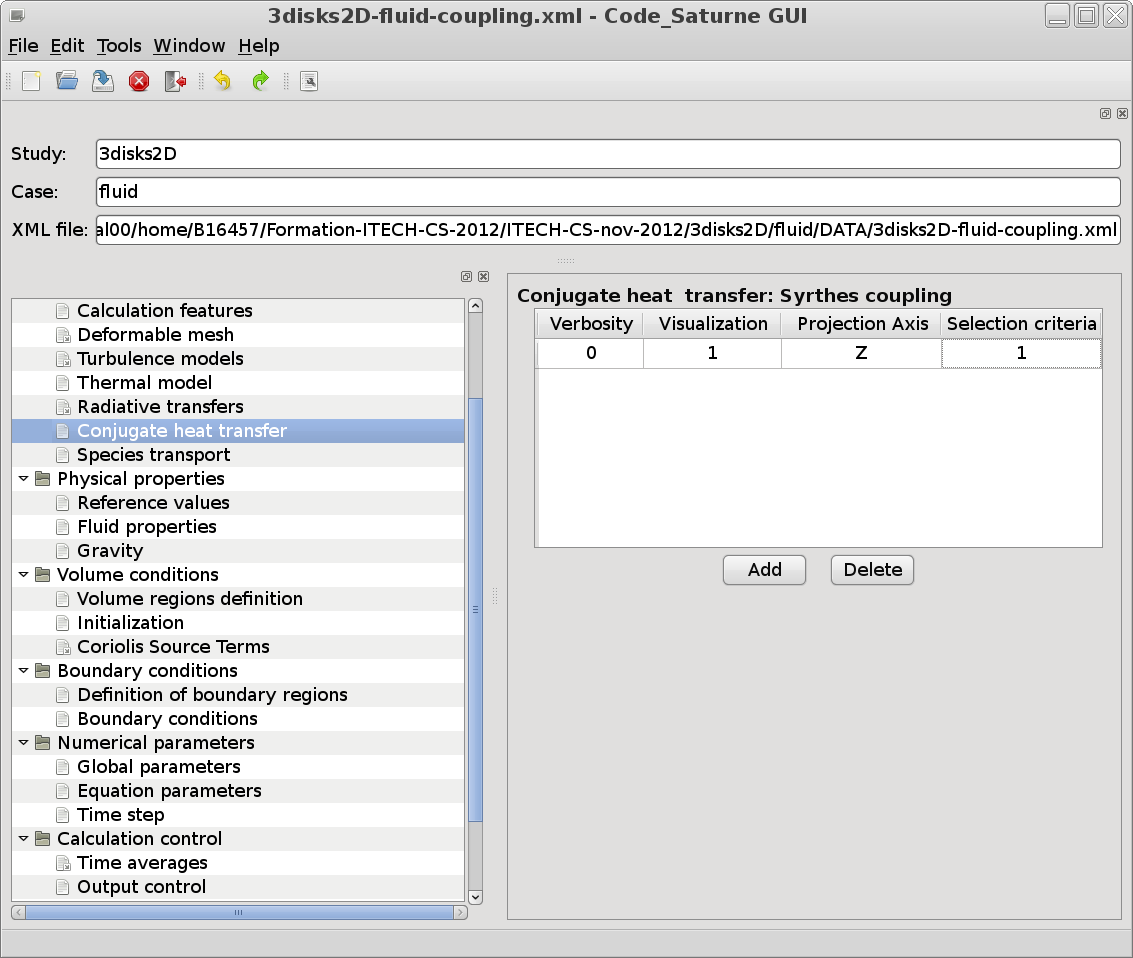 3disks2D-fluid-coupling.xml - Code_Saturne GUI
File Edit Tools Window Help
Study: 3disks2D
Case: fluid
XML file: al00/home/B16457/Formation-ITECH-CS-2012/ITECH-CS-nov-2012/3disks2D/fluid/DATA/3disks2D-fluid-coupling.xml
Calculation features
Deformable mesh
Turbulence models
Thermal model
Radiative transfers
Conjugate heat transfer
Species transport
Physical properties
Reference values
Fluid properties
Gravity
Volume conditions
Volume regions definition
Initialization
Coriolis Source Terms
Boundary conditions
Definition of boundary regions
Boundary conditions
Numerical parameters
Global parameters
Equation parameters
Time step
Calculation control
Time averages
Output control
Conjugate heat transfer: Syrthes coupling
Verbosity Visualization Projection Axis Selection criteria
0 1 Z 1
Add Delete